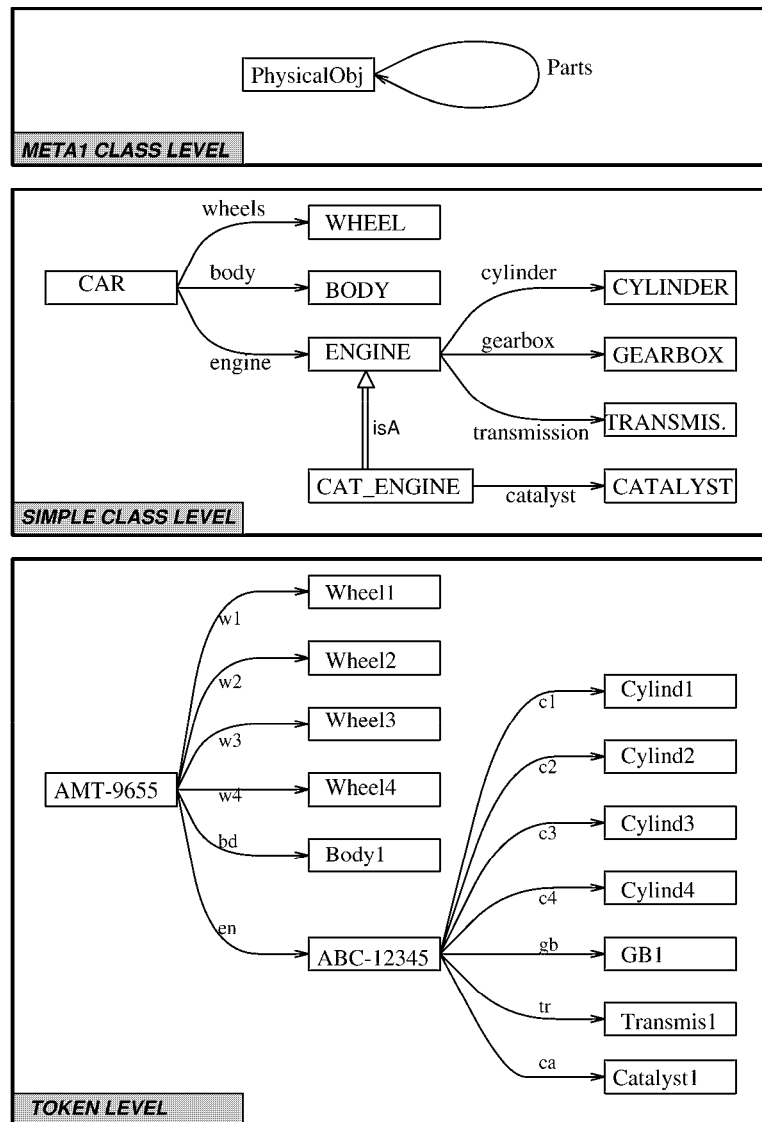 PhysicalObj
Parts
META1 CLASS LEVEL
wheels
WHEEL
CAR
body
BODY
cylinder
CYLINDER
engine
ENGINE
gearbox
GEARBOX
isA
transmission
TRANSMIS.
CAT_ENGINE
catalyst
CATALYST
SIMPLE CLASS LEVEL
w1
Wheel1
w2
Wheel2
c1
Cylind1
w3
Wheel3
c2
Cylind2
AMT-9655
w4
Wheel4
c3
Cylind3
bd
Body1
c4
Cylind4
en
ABC-12345
gb
GB1
tr
Transmis1
ca
Catalyst1
TOKEN LEVEL